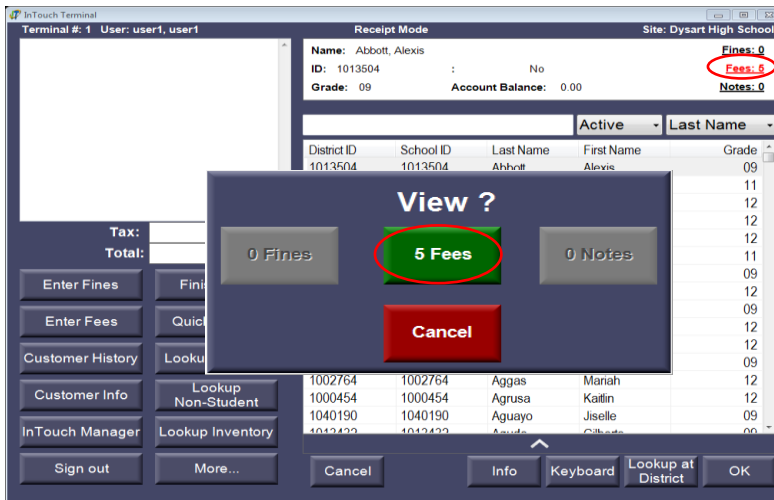 InTouch Terminal
Terminal #: 1 User: user1, user1 Receipt Mode Site: Dysart High School
Name: Abbott, Alexis Fines: 0
ID: 1013504 : No Fees: 5
Grade: 09 Account Balance: 0.00 Notes: 0
Active Last Name
District ID School ID Last Name First Name Grade
1013504 1013504 Abbott Alexis 09
11
12
12
12
11
09
12
09
12
09
View ?
0 Fines 5 Fees 0 Notes
Cancel
Tax:
Total:
Enter Fines
Enter Fees
Customer History
Customer Info Lookup Non-Student
InTouch Manager Lookup Inventory
Sign out More...
1002764 1002764 Aggas Mariah 12
1000454 1000454 Agrusa Kaitlin 12
1040190 1040190 Aguayo Jiselle 09
Cancel Info Keyboard Lookup at District OK